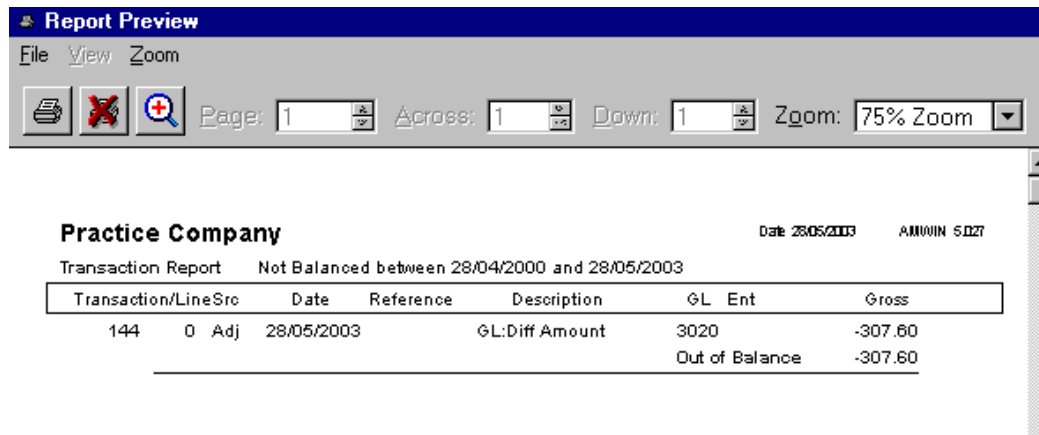 Report Preview
File View Zoom
Page: 1 Across: 1 Down: 1 Zoom: 75% Zoom
Practice Company Date 28/05/2003 AMWIN 5.027
Transaction Report Not Balanced between 28/04/2000 and 28/05/2003
Transaction/LineSrc Date Reference Description GL Ent Gross
144 0 Adj 28/05/2003 GL:Diff Amount 3020 -307.60
Out of Balance -307.60